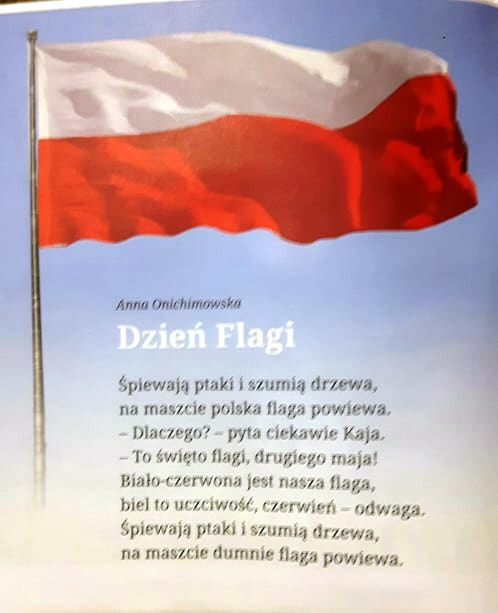 Anna Onichimowska
Dzień Flagi
Śpiewają ptaki i szumią drzewa,
na maszcie polska flaga powiewa.
– Dlaczego? – pyta ciekawie Kaja.
– To święto flagi, drugiego maja!
Biało-czerwona jest nasza flaga,
biel to uczciwość, czerwień – odwaga.
Śpiewają ptaki i szumią drzewa,
na maszcie dumnie flaga powiewa.